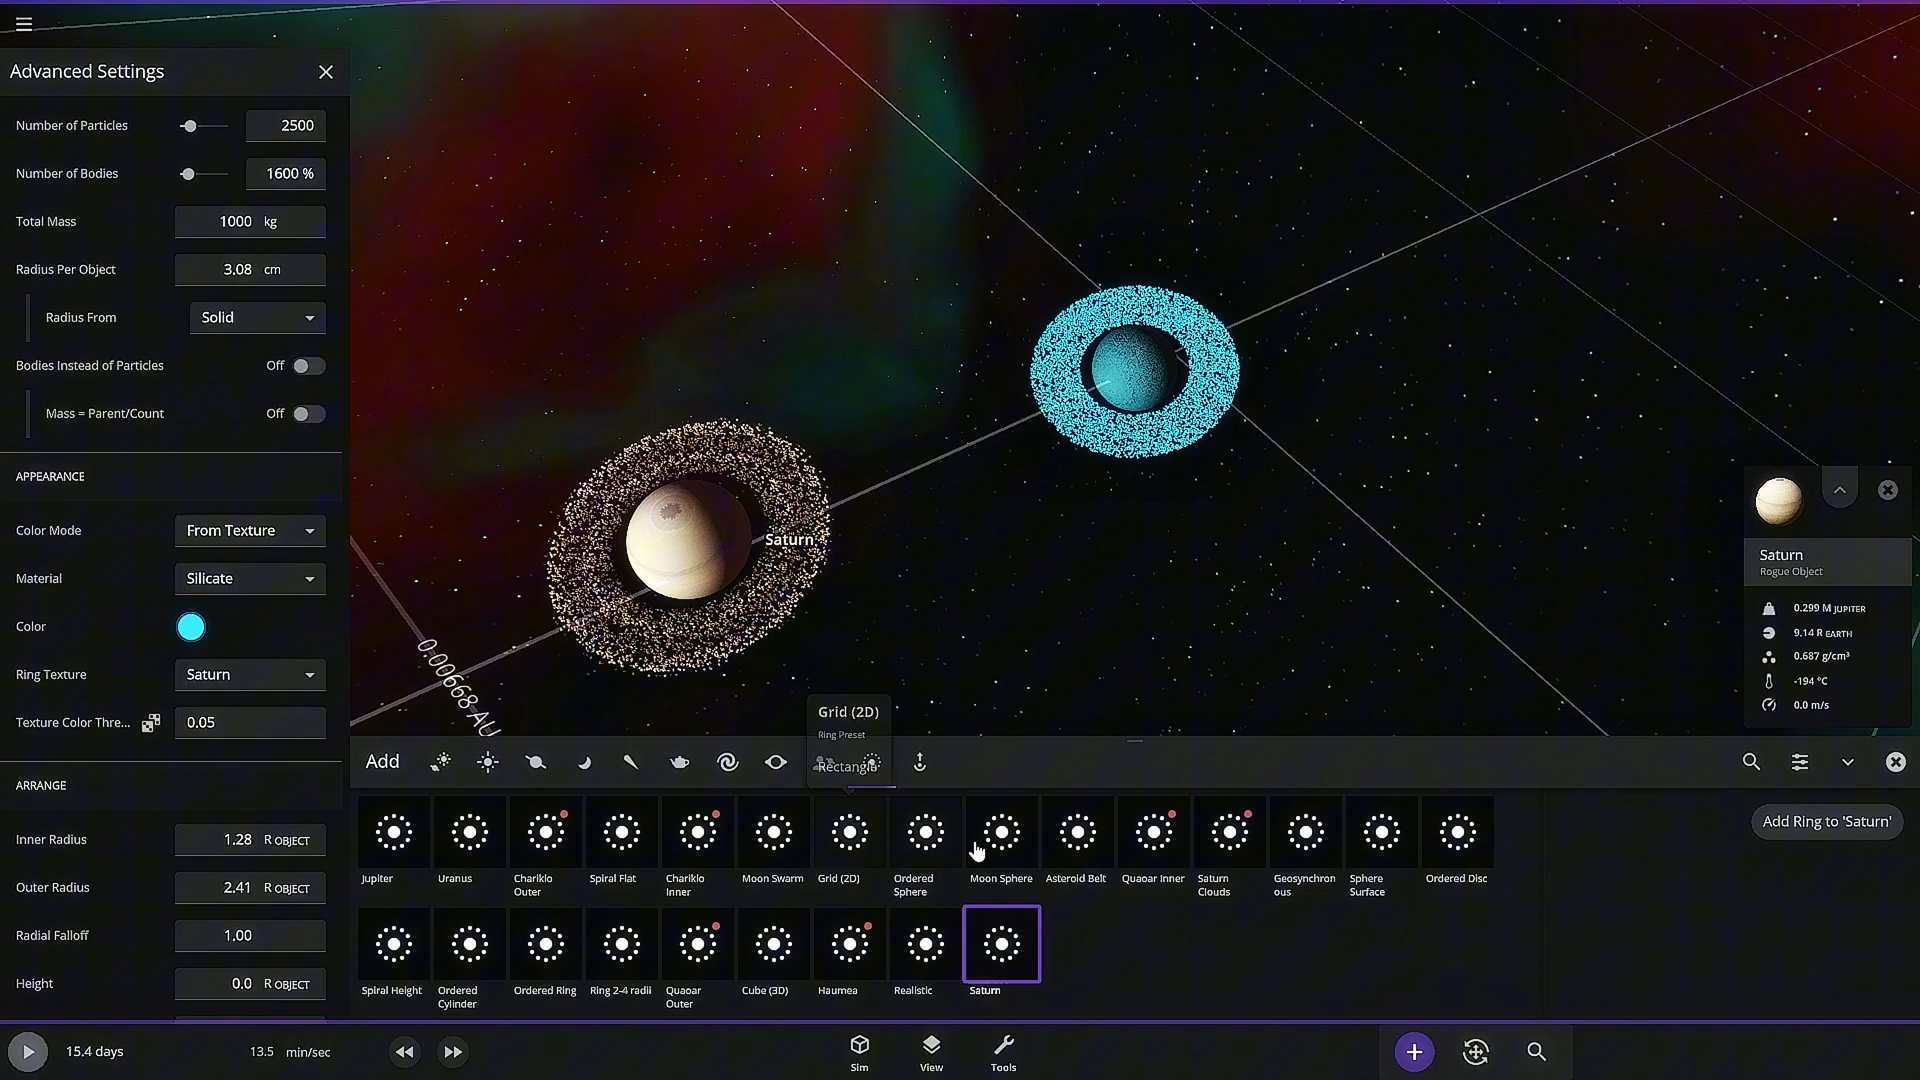 Advanced Settings
Number of Particles 2500
Number of Bodies 1600 %
Total Mass 1000 kg
Radius Per Object 3.08 cm
Radius From Solid
Bodies Instead of Particles Off
Mass = Parent/Count Off
APPEARANCE
Color Mode From Texture
Material Silicate
Color
Ring Texture Saturn
Texture Color Thre... 0.05
ARRANGE
Inner Radius 1.28 R OBJECT
Outer Radius 2.41 R OBJECT
Radial Falloff 1.00
Height 0.0 R OBJECT
Saturn
0.00668 AU
Saturn
Rogue Object
0.299 M JUPITER
9.14 R EARTH
0.687 g/cm³
-194 °C
0.0 m/s
Grid (2D)
Ring Preset
Rectangle
Add
Add Ring to 'Saturn'
Jupiter
Uranus
Chariklo Outer
Spiral Flat
Chariklo Inner
Moon Swarm
Grid (2D)
Ordered Sphere
Moon Sphere
Asteroid Belt
Quaoar Inner
Saturn Clouds
Geosynchron
ous
Sphere Surface
Ordered Disc
Spiral Height
Ordered Cylinder
Ordered Ring
Ring 2-4 radii
Quaoar Outer
Cube (3D)
Haumea
Realistic
Saturn
15.4 days
13.5 min/sec
Sim
View
Tools